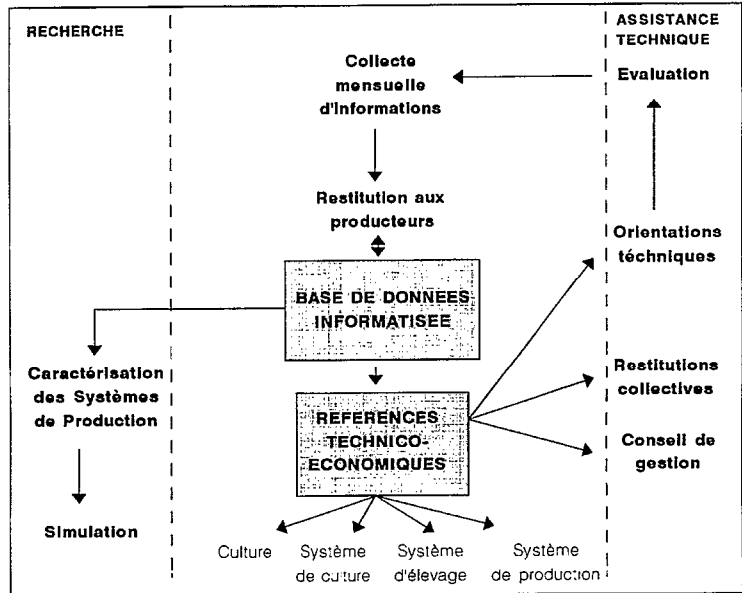 RECHERCHE
ASSISTANCE
TECHNIQUE
Collecte
mensuelle
d'Informations
Evaluation
Restitution aux
producteurs
Orientations
téchniques
BASE DE DONNEES
INFORMATISEE
Caractérisation
des Systèmes
de Production
Restitutions
collectives
REFERENCES
TECHNICO-
ECONOMIQUES
Conseil de
gestion
Simulation
Culture
Système
de culture
Système
d'élevage
Système
de production